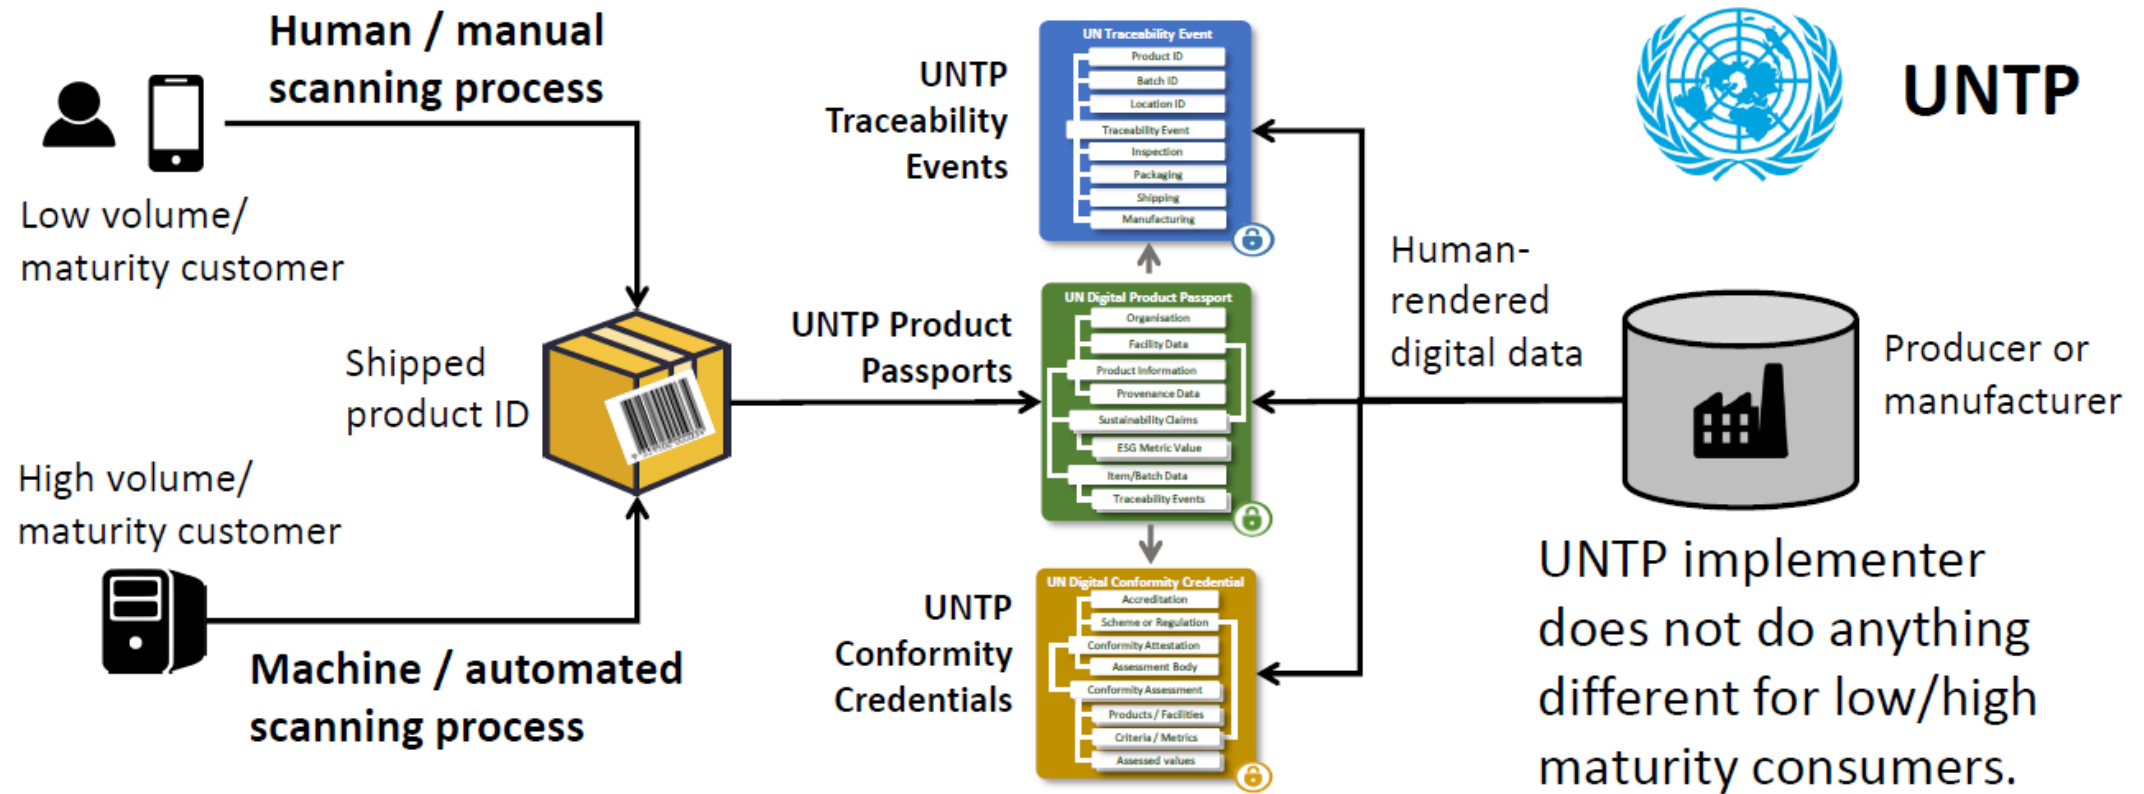 Human / manual
scanning process
Low volume/
maturity customer
Shipped
product ID
High volume/
maturity customer
Machine / automated
scanning process
UNTP
Traceability
Events
UN Traceability Event
Product ID
Batch ID
Location ID
Traceability Event
Inspection
Packaging
Shipping
Manufacturing
UNTP Product
Passports
UN Digital Product Passport
Organisation
Facility Data
Product Information
Provenance Data
Sustainability Claims
ESG Metric Value
Item/Batch Data
Traceability Events
UNTP
Conformity
Credentials
UN Digital Conformity Credential
Accreditation
Scheme or Regulation
Conformity Attestation
Assessment Body
Conformity Assessment
Products / Facilities
Criteria / Metrics
Assessed values
Human-
rendered
digital data
UNTP
Producer or
manufacturer
UNTP implementer
does not do anything
different for low/high
maturity consumers.